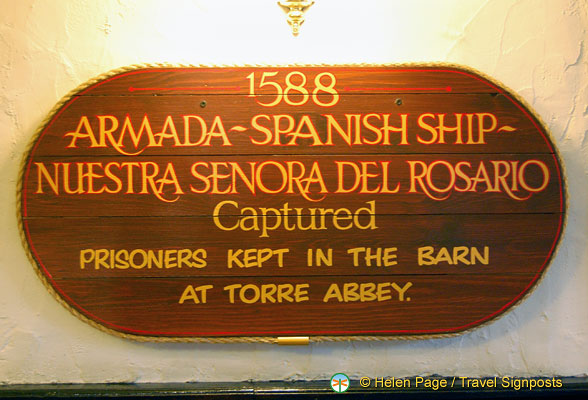 1588
ARMADA~SPANISH SHIP~
NUESTRA SENORA DEL ROSARIO
Captured
PRISONERS KEPT IN THE BARN
AT TORRE ABBEY.
© Helen Page / Travel Signposts